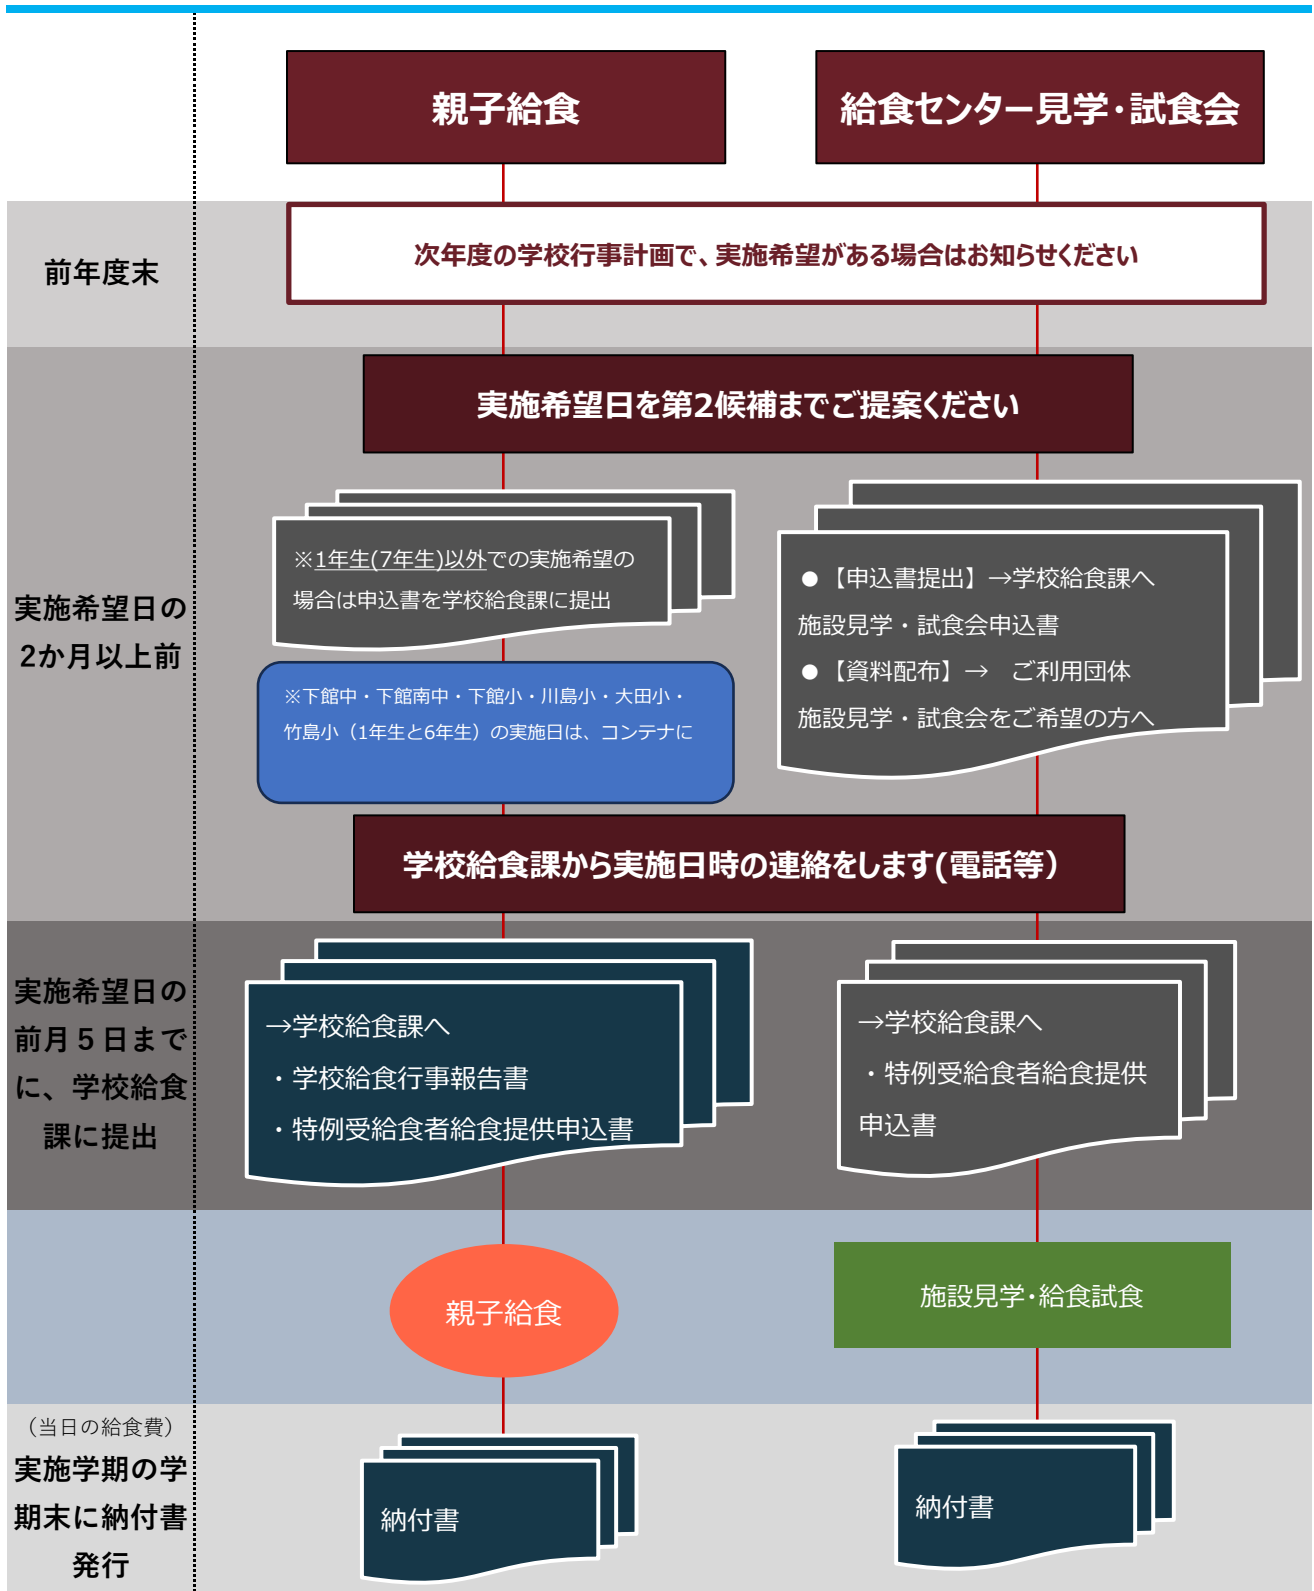 親子給食
給食センター見学・試食会
前年度末
次年度の学校行事計画で、実施希望がある場合はお知らせください
実施希望日の
2か月以上前
実施希望日を第2候補までご提案ください
※1年生(7年生)以外での実施希望の
場合は申込書を学校給食課に提出
●【申込書提出】→学校給食課へ
施設見学・試食会申込書
●【資料配布】→　ご利用団体
施設見学・試食会をご希望の方へ
※下館中・下館南中・下館小・川島小・大田小・
竹島小（1年生と6年生）の実施日は、コンテナに
学校給食課から実施日時の連絡をします(電話等）
実施希望日の
前月５日まで
に、学校給食
課に提出
→学校給食課へ
・学校給食行事報告書
・特例受給食者給食提供申込書
→学校給食課へ
・特例受給食者給食提供
申込書
親子給食
施設見学・給食試食
（当日の給食費）
実施学期の学
期末に納付書
発行
納付書
納付書